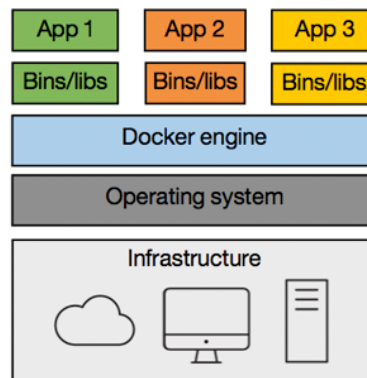 App 1
App 2
App 3
Bins/libs
Bins/libs
Bins/libs
Docker engine
Operating system
Infrastructure